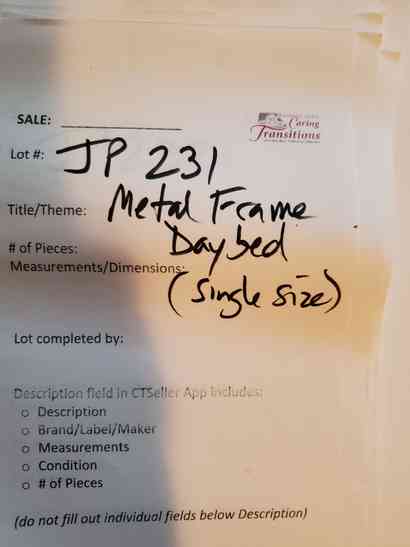 SALE:
Caring
Transitions
Lot #: JP 231
Title/Theme: Metal Frame
# of Pieces: Daybed
Measurements/Dimensions:
(Single Size)
Lot completed by:
Description field in CTSeller App includes:
○ Description
○ Brand/Label/Maker
○ Measurements
○ Condition
○ # of Pieces
(do not fill out individual fields below Description)